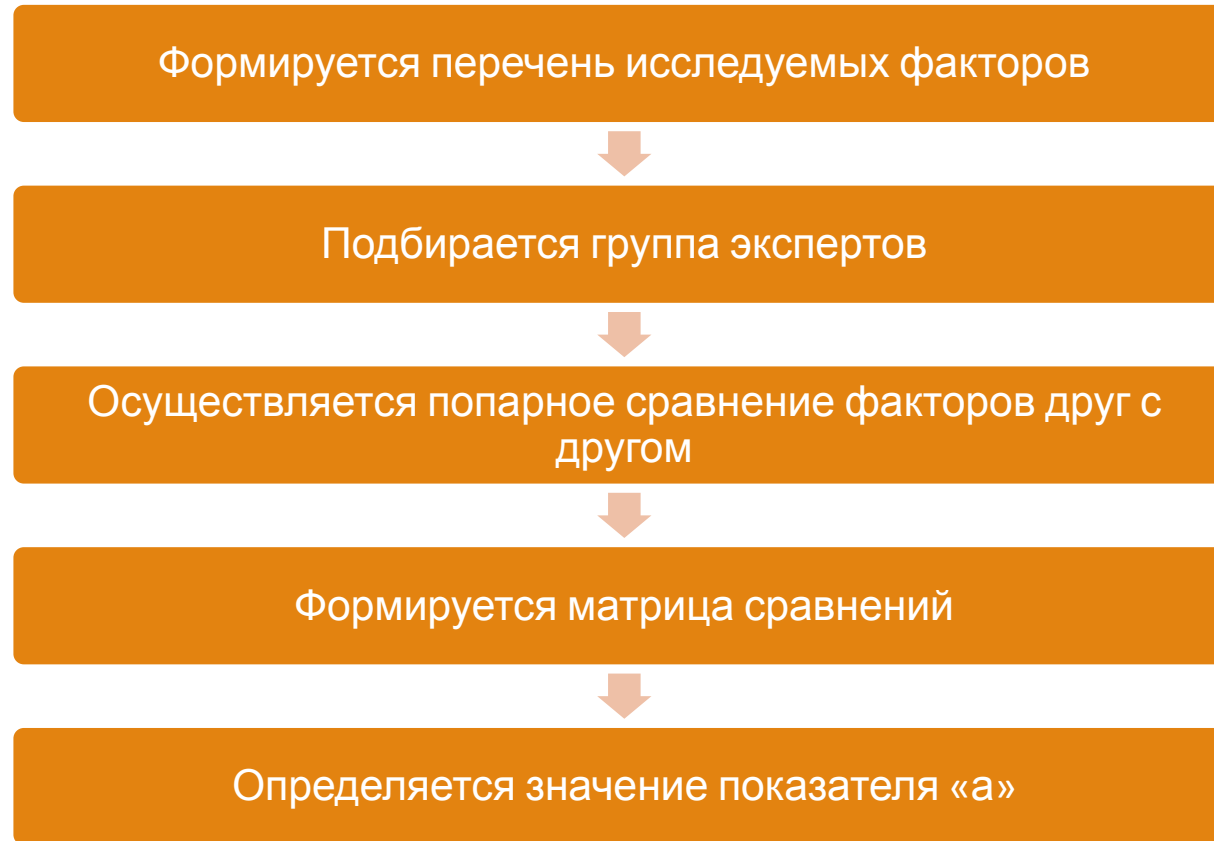 Формируется перечень исследуемых факторов
Подбирается группа экспертов
Осуществляется попарное сравнение факторов друг с
другом
Формируется матрица сравнений
Определяется значение показателя «а»